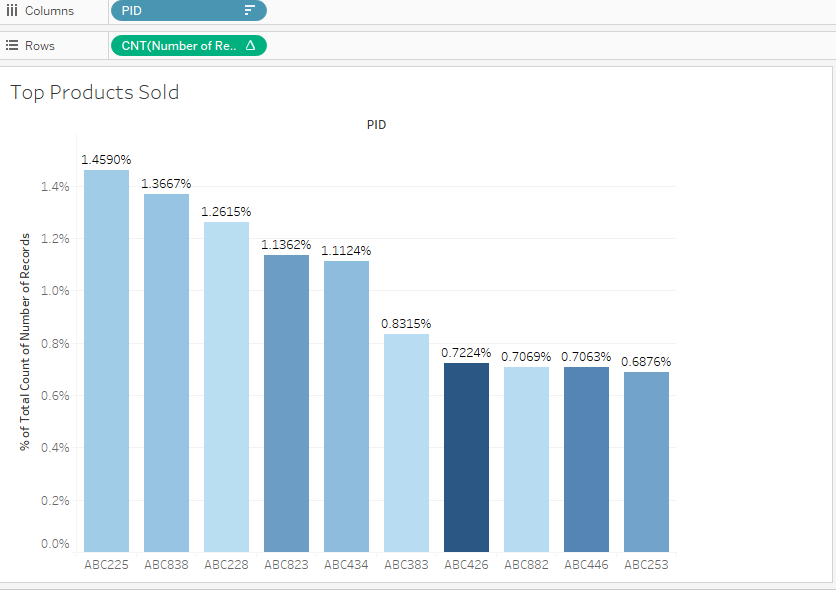 Columns
PID
Rows
CNT(Number of Re..
Top Products Sold
PID
% of Total Count of Number of Records
1.4%
1.2%
1.0%
0.8%
0.6%
0.4%
0.2%
0.0%
1.4590%
1.3667%
1.2615%
1.1362%
1.1124%
0.8315%
0.7224%
0.7069%
0.7063%
0.6876%
ABC225 ABC838 ABC228 ABC823 ABC434 ABC383 ABC426 ABC882 ABC446 ABC253